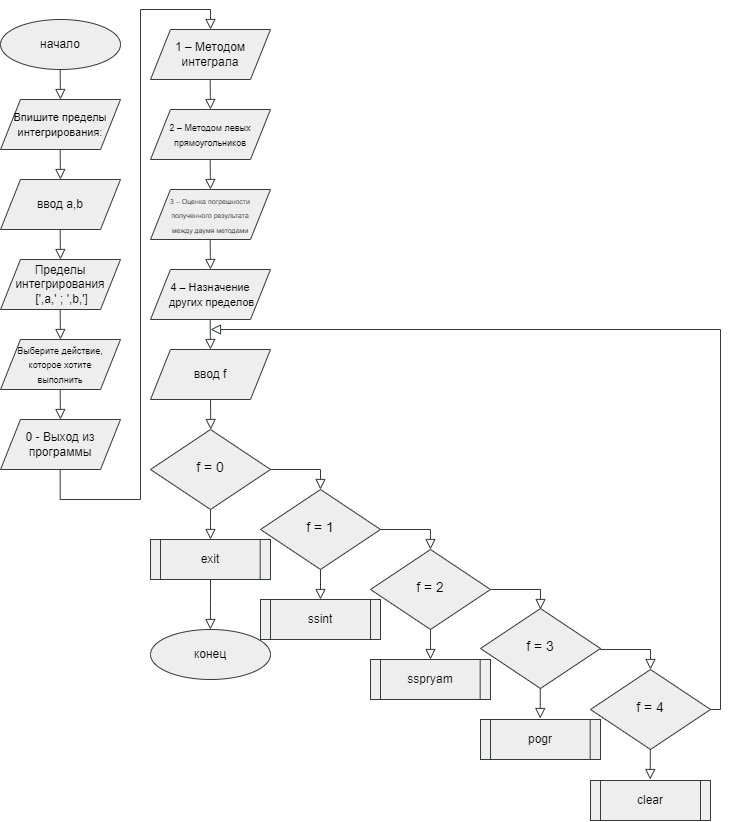 начало
Впишите пределы
интегрирования:
ввод a,b
Пределы
интегрирования
[',a,' ; ',b,']
Выберите действие,
которое хотите
выполнить
0 - Выход из
программы
1 – Методом
интеграла
2 – Методом левых
прямоугольников
3 – Оценка погрешности
полученного результата
между двумя методами
4 – Назначение
других пределов
ввод f
f = 0
exit
конец
f = 1
ssint
f = 2
sspryam
f = 3
pogr
f = 4
clear